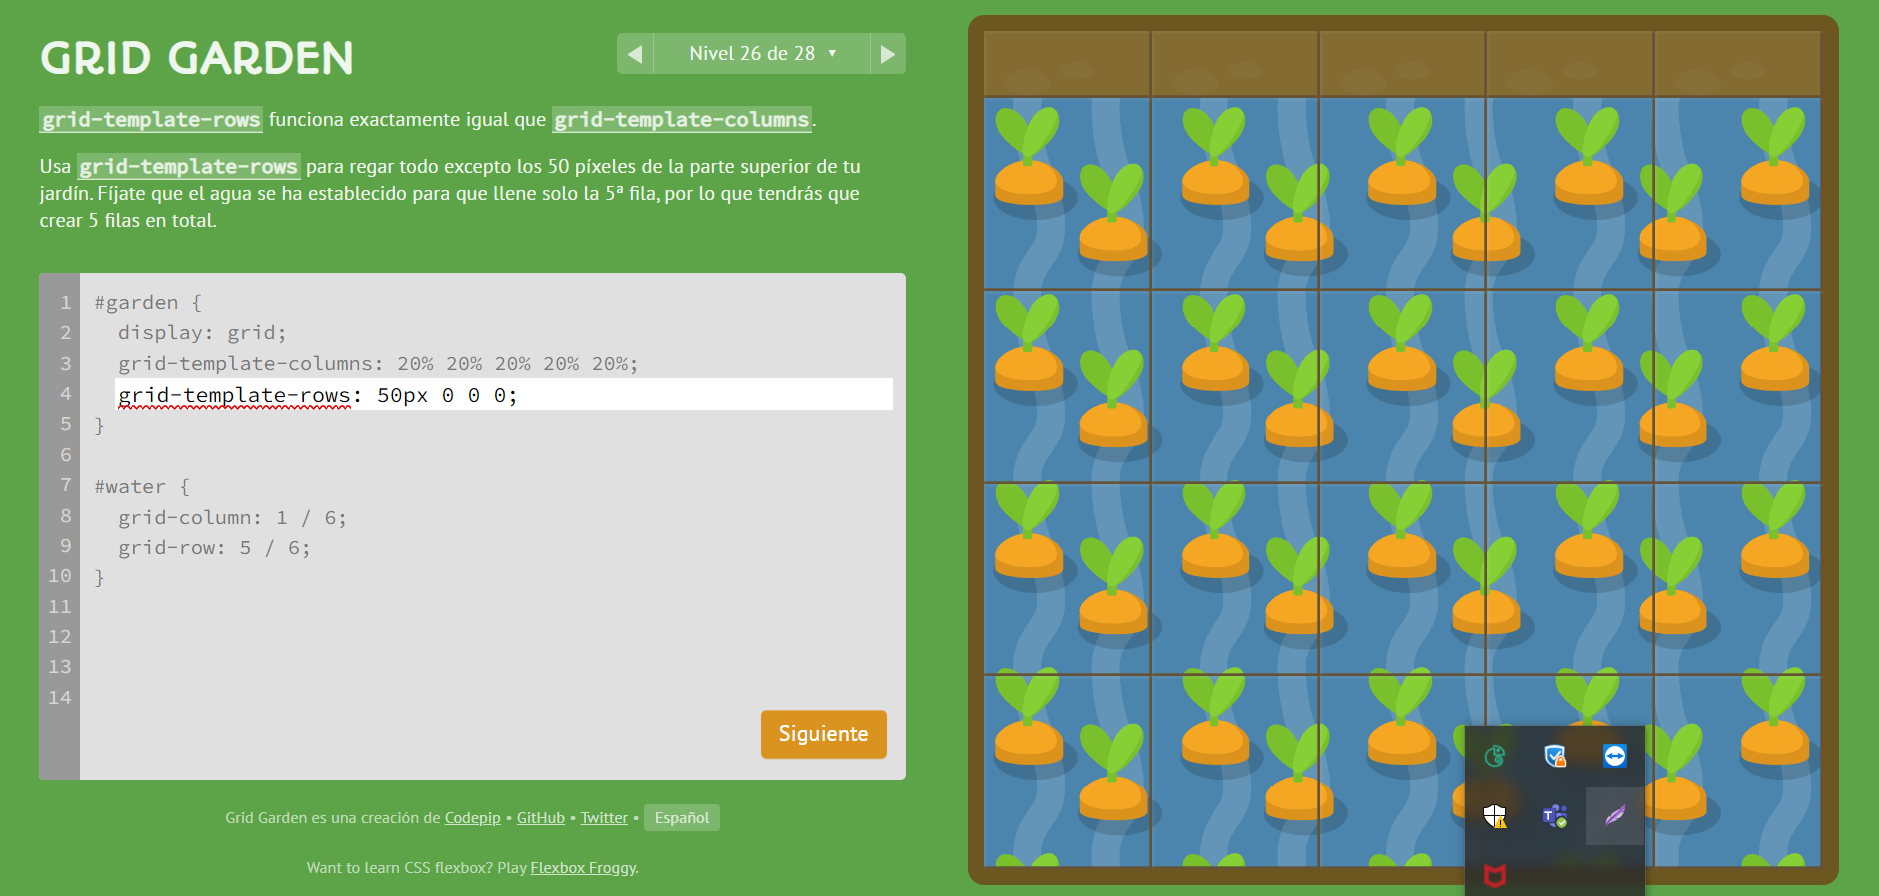 GRID GARDEN
◀ Nivel 26 de 28 ▼ ▶
grid-template-rows funciona exactamente igual que grid-template-columns.
Usa grid-template-rows para regar todo excepto los 50 píxeles de la parte superior de tu
jardín. Fíjate que el agua se ha establecido para que llene solo la 5ª fila, por lo que tendrás que
crear 5 filas en total.
1 #garden {
2 display: grid;
3 grid-template-columns: 20% 20% 20% 20% 20%;
4 grid-template-rows: 50px 0 0 0;
5 }
6
7 #water {
8 grid-column: 1 / 6;
9 grid-row: 5 / 6;
10 }
11
12
13
14
Siguiente
Grid Garden es una creación de Codepip • GitHub • Twitter • Español
Want to learn CSS flexbox? Play Flexbox Froggy.